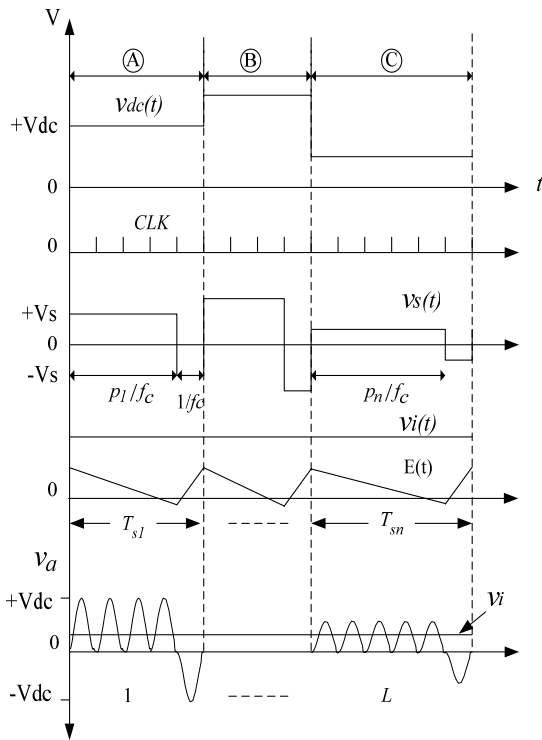 V
Ⓐ Ⓑ Ⓒ
vdc(t)
+Vdc
0 t
CLK
0
+Vs vs(t)
0
-Vs
p1/fc 1/fc pn/fc
vi(t)
E(t)
0
Ts1 Tsn
va
+Vdc vi
0
-Vdc 1 L